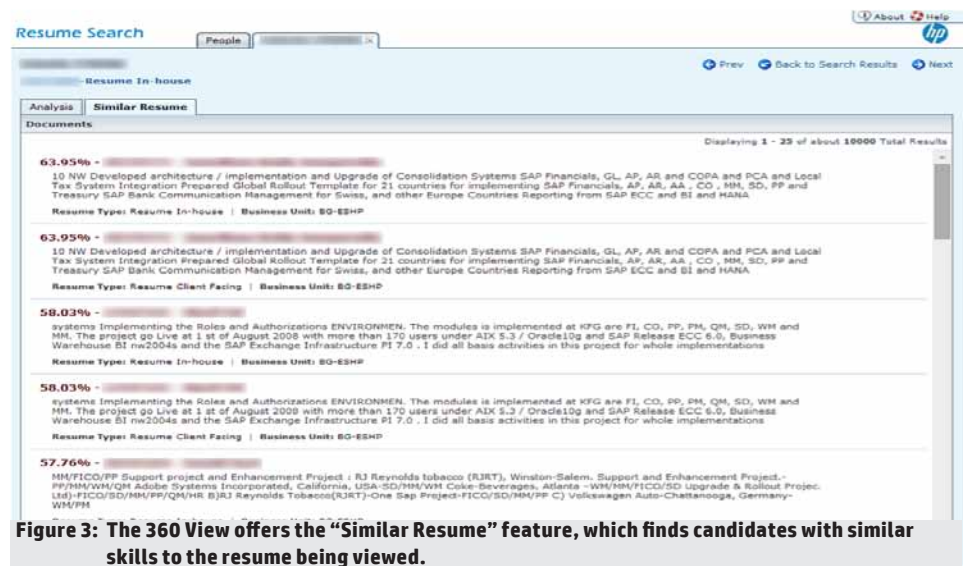 About Help
Resume Search
People
hp
Prev Back to Search Results Next
-Resume In-house
Analysis Similar Resume
Documents
Displaying 1 - 25 of about 10000 Total Results
63.95% -
10 NW Developed architecture / implementation and Upgrade of Consolidation Systems SAP Financials, GL, AP, AR and COPA and PCA and Local
Tax System Integration Prepared Global Rollout Template for 21 countries for implementing SAP Financials, AP, AR, AA , CO , MM, SD, PP and
Treasury SAP Bank Communication Management for Swiss, and other Europe Countries Reporting from SAP ECC and BI and HANA
Resume Type: Resume In-house | Business Unit: BG-ESHP
63.95% -
10 NW Developed architecture / implementation and Upgrade of Consolidation Systems SAP Financials, GL, AP, AR and COPA and PCA and Local
Tax System Integration Prepared Global Rollout Template for 21 countries for implementing SAP Financials, AP, AR, AA , CO , MM, SD, PP and
Treasury SAP Bank Communication Management for Swiss, and other Europe Countries Reporting from SAP ECC and BI and HANA
Resume Type: Resume Client Facing | Business Unit: BG-ESHP
58.03% -
systems Implementing the Roles and Authorizations ENVIRONMEN. The modules is implemented at KFG are FI, CO, PP, PM, QM, SD, WM and
MM. The project go Live at 1 st of August 2008 with more than 170 users under AIX 5.3 / Oracle10g and SAP Release ECC 6.0, Business
Warehouse BI nw2004s and the SAP Exchange Infrastructure PI 7.0 . I did all basis activities in this project for whole implementations
Resume Type: Resume In-house | Business Unit: BG-ESHP
58.03% -
systems Implementing the Roles and Authorizations ENVIRONMEN. The modules is implemented at KFG are FI, CO, PP, PM, QM, SD, WM and
MM. The project go Live at 1 st of August 2008 with more than 170 users under AIX 5.3 / Oracle10g and SAP Release ECC 6.0, Business
Warehouse BI nw2004s and the SAP Exchange Infrastructure PI 7.0 . I did all basis activities in this project for whole implementations
Resume Type: Resume Client Facing | Business Unit: BG-ESHP
57.76% -
MM/FICO/PP Support project and Enhancement Project : RJ Reynolds tobacco (RJRT), Winston-Salem. Support and Enhancement Project.-
PP/MM/WM/QM Adobe Systems Incorporated, California, USA-SD/MM/WM Coke-Beverages, Atlanta -WM/MM/FICO/SD Upgrade & Rollout Projec.
Ltd)-FICO/SD/MM/PP/QM/HR B)RJ Reynolds Tobacco(RJRT)-One Sap Project-FICO/SD/MM/PP C) Volkswagen Auto-Chattanooga, Germany-
WM/PM
Figure 3: The 360 View offers the “Similar Resume” feature, which finds candidates with similar
skills to the resume being viewed.